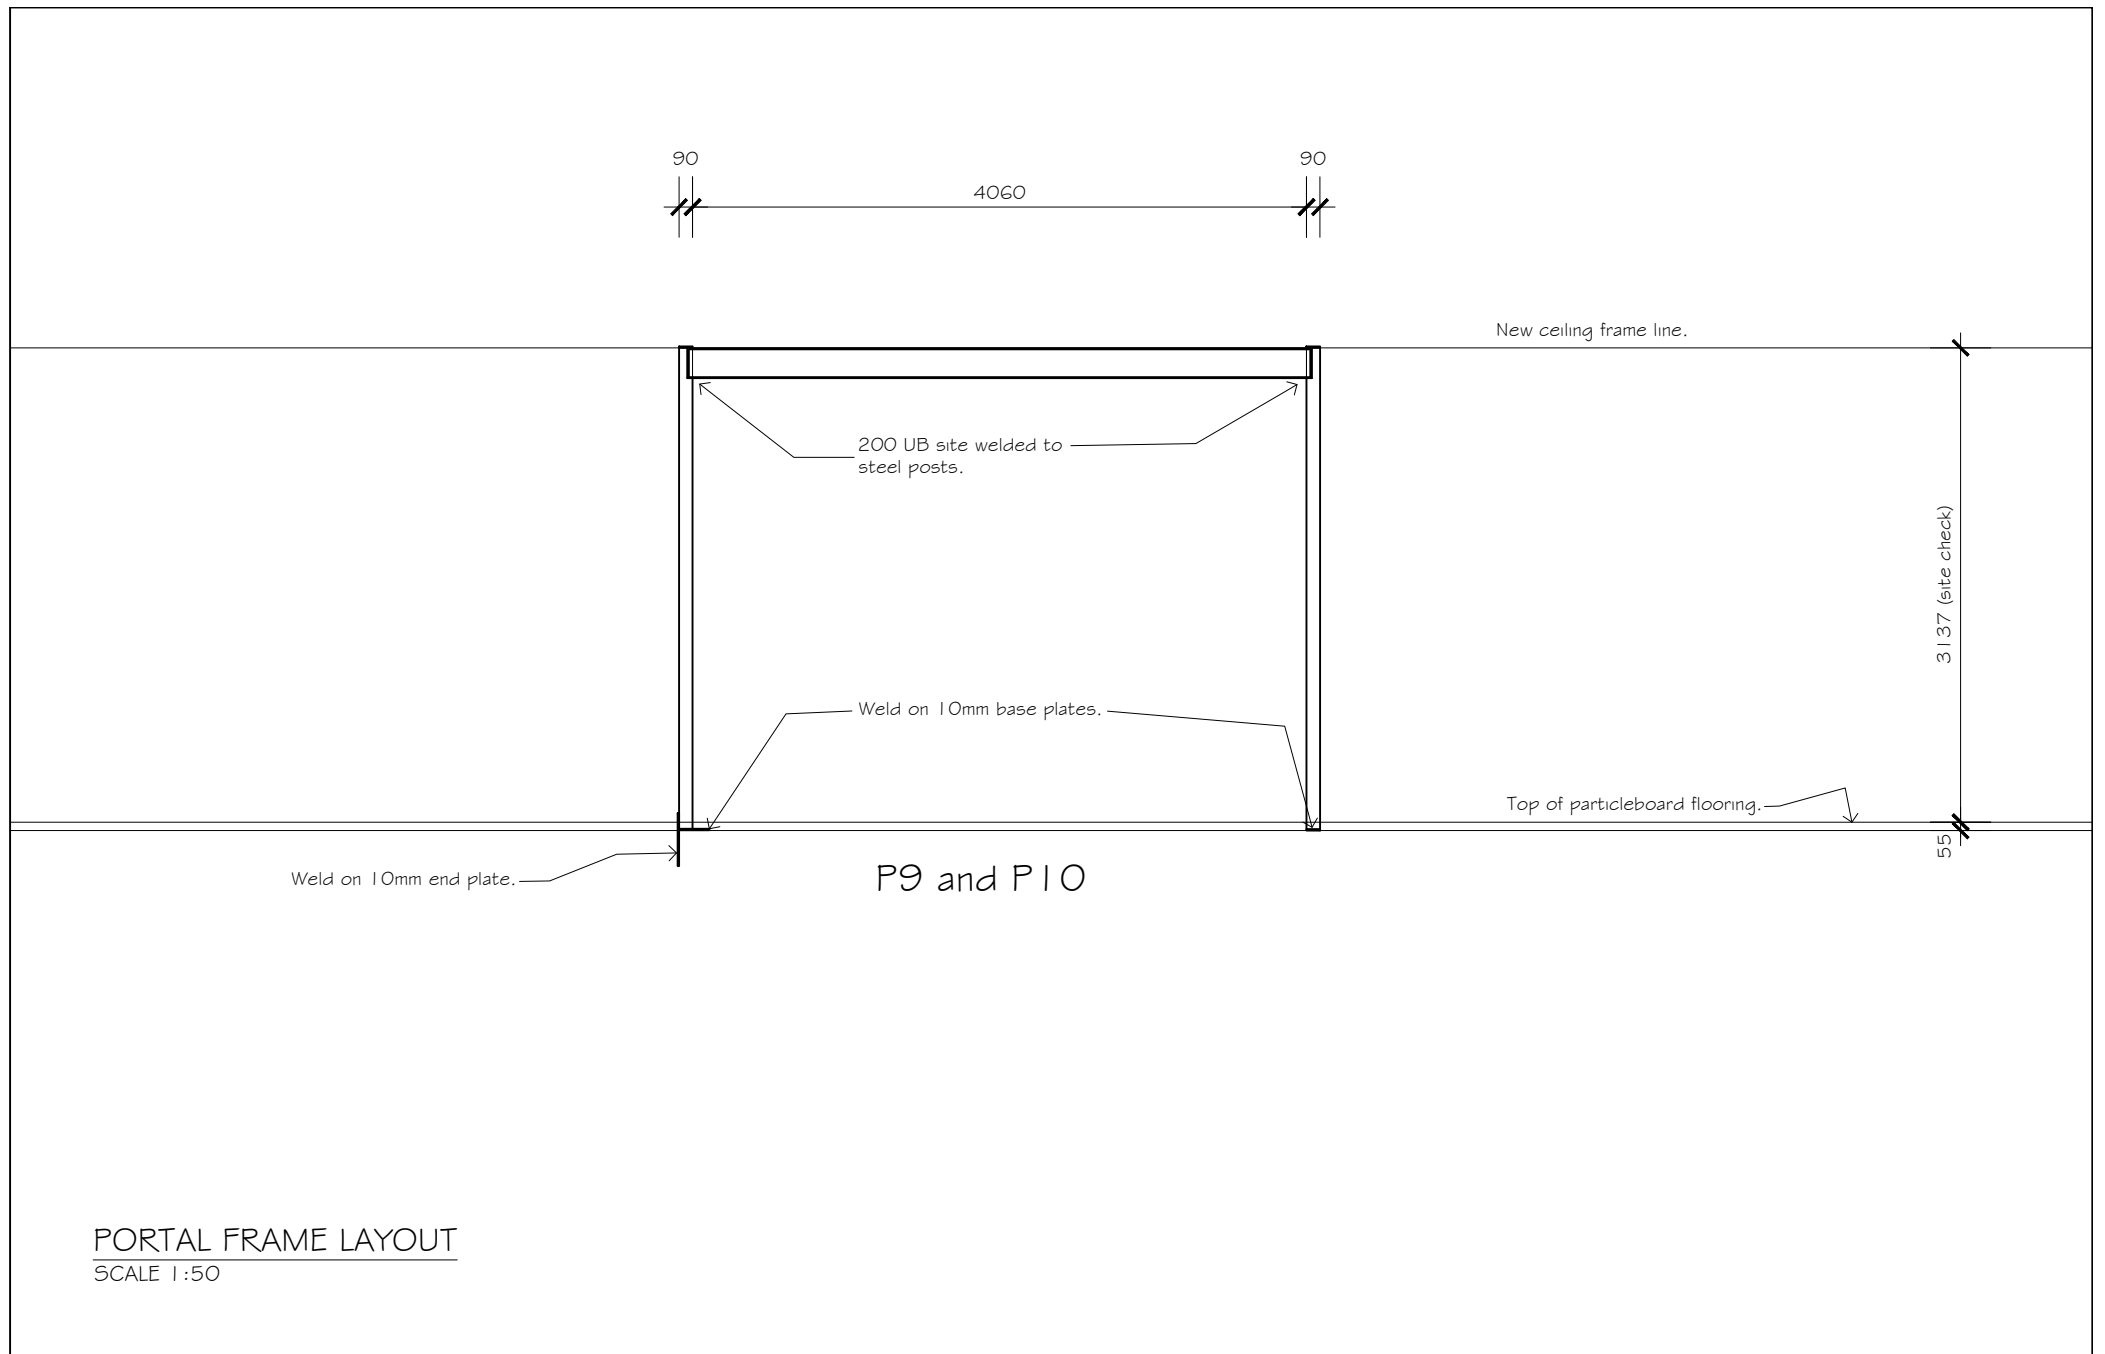 90
90
4060
New ceiling frame line.
200 UB site welded to
steel posts.
3137 (site check)
Weld on 10mm base plates.
Top of particleboard flooring.
55
Weld on 10mm end plate.
P9 and P10
PORTAL FRAME LAYOUT
SCALE 1:50